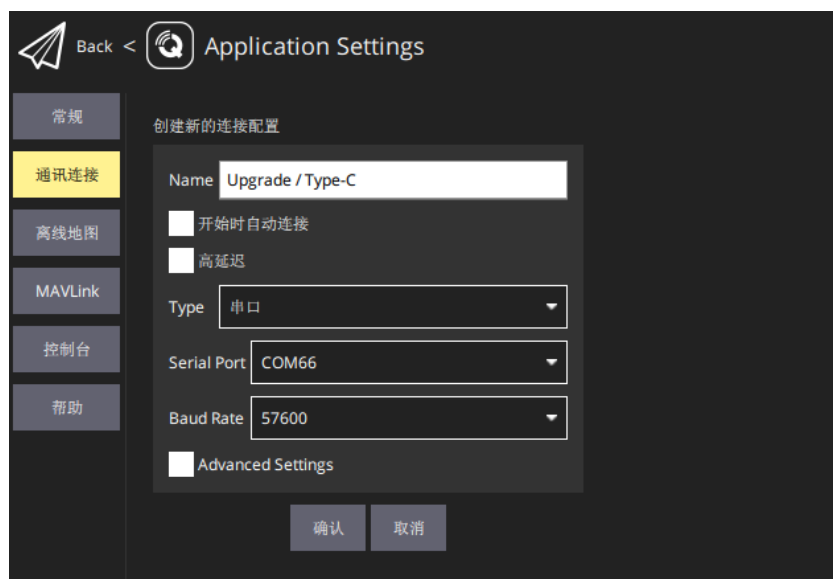 Back < Application Settings
常规
通讯连接
离线地图
MAVLink
控制台
帮助
创建新的连接配置
Name Upgrade / Type-C
开始时自动连接
高延迟
Type 串口
Serial Port COM66
Baud Rate 57600
Advanced Settings
确认 取消